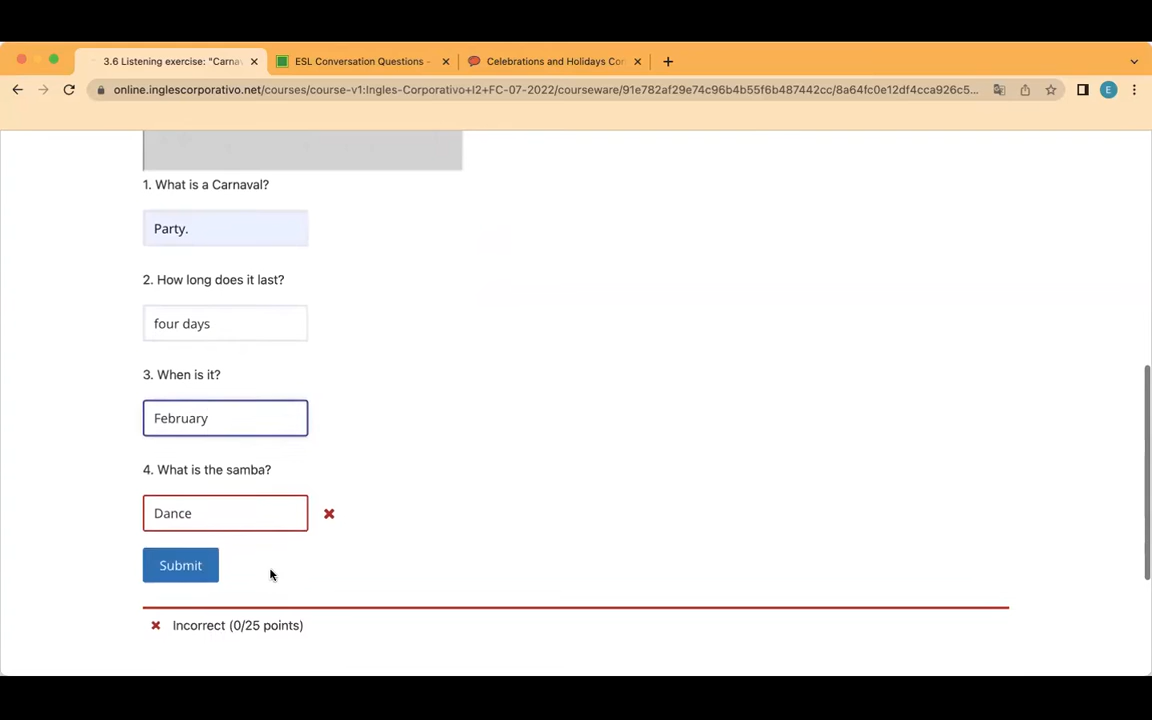 3.6 Listening exercise: "Carnav
ESL Conversation Questions -
Celebrations and Holidays Con
online.inglescorporativo.net/courses/course-v1:Ingles-Corporativo+I2+FC-07-2022/courseware/91e782af29e74c96b4b55f6b487442cc/8a64fc0e12df4cca926c5...
E
1. What is a Carnaval?
Party.
2. How long does it last?
four days
3. When is it?
February
4. What is the samba?
Dance
Submit
Incorrect (0/25 points)